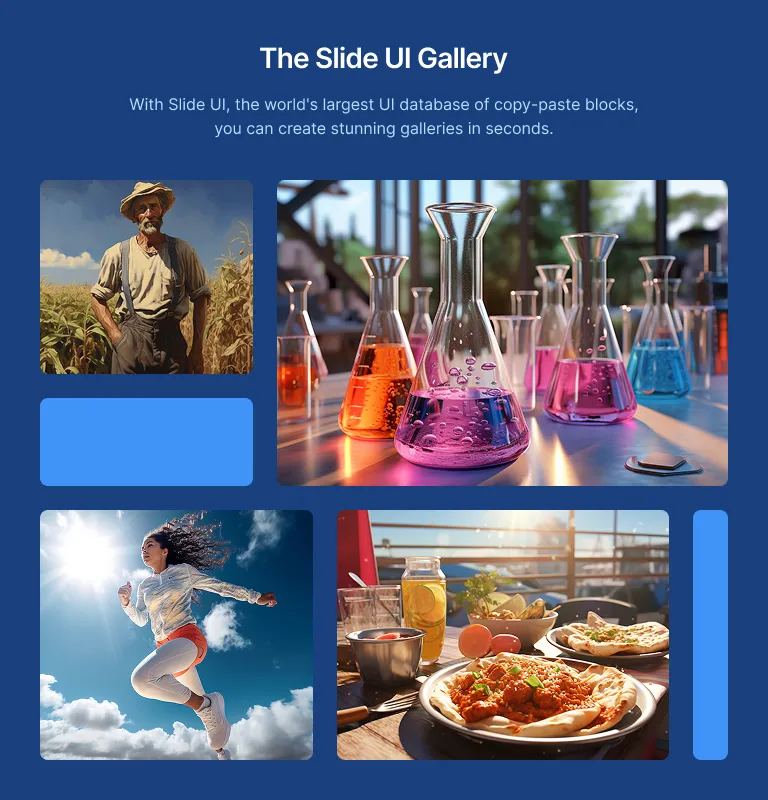 The Slide UI Gallery
With Slide UI, the world's largest UI database of copy-paste blocks,
you can create stunning galleries in seconds.